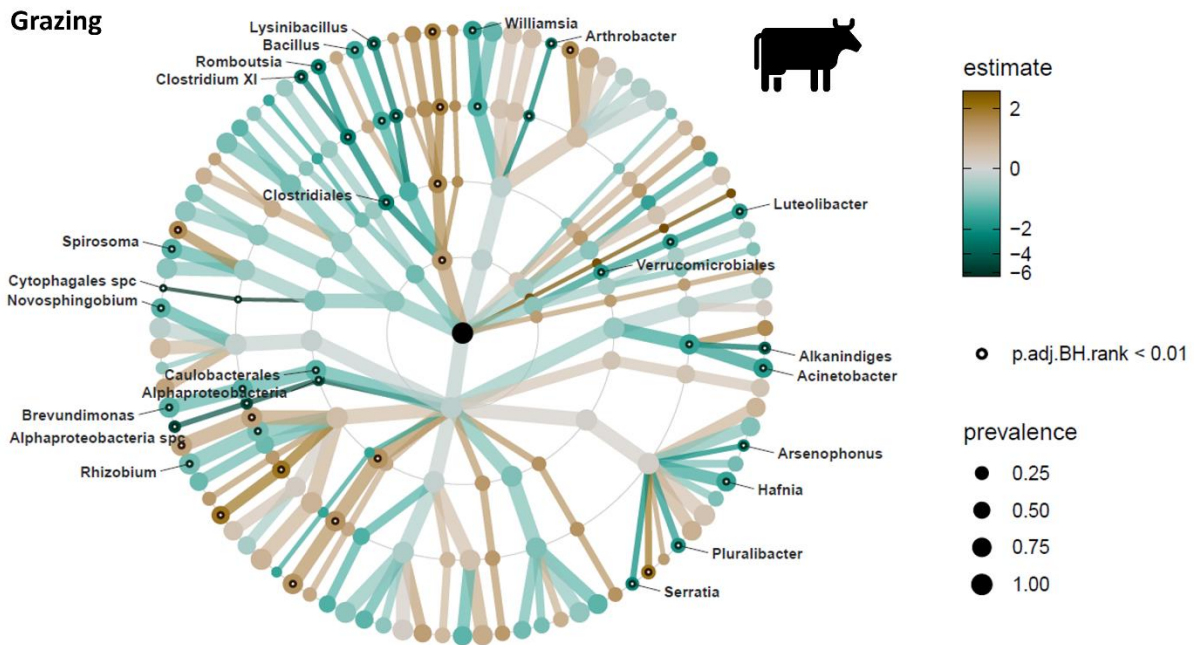 Grazing
Lysinibacillus
Bacillus
Romboutsia
Clostridium XI
Williamsia
Arthrobacter
Clostridiales
Luteolibacter
Verrucomicrobiales
Spirosoma
Cytophagales spc
Novosphingobium
Alkanindiges
Acinetobacter
Caulobacterales
Alphaproteobacteria
Brevundimonas
Alphaproteobacteria spc
Rhizobium
Arsenophonus
Hafnia
Pluralibacter
Serratia
estimate
2
0
−2
−4
−6
p.adj.BH.rank < 0.01
prevalence
0.25
0.50
0.75
1.00